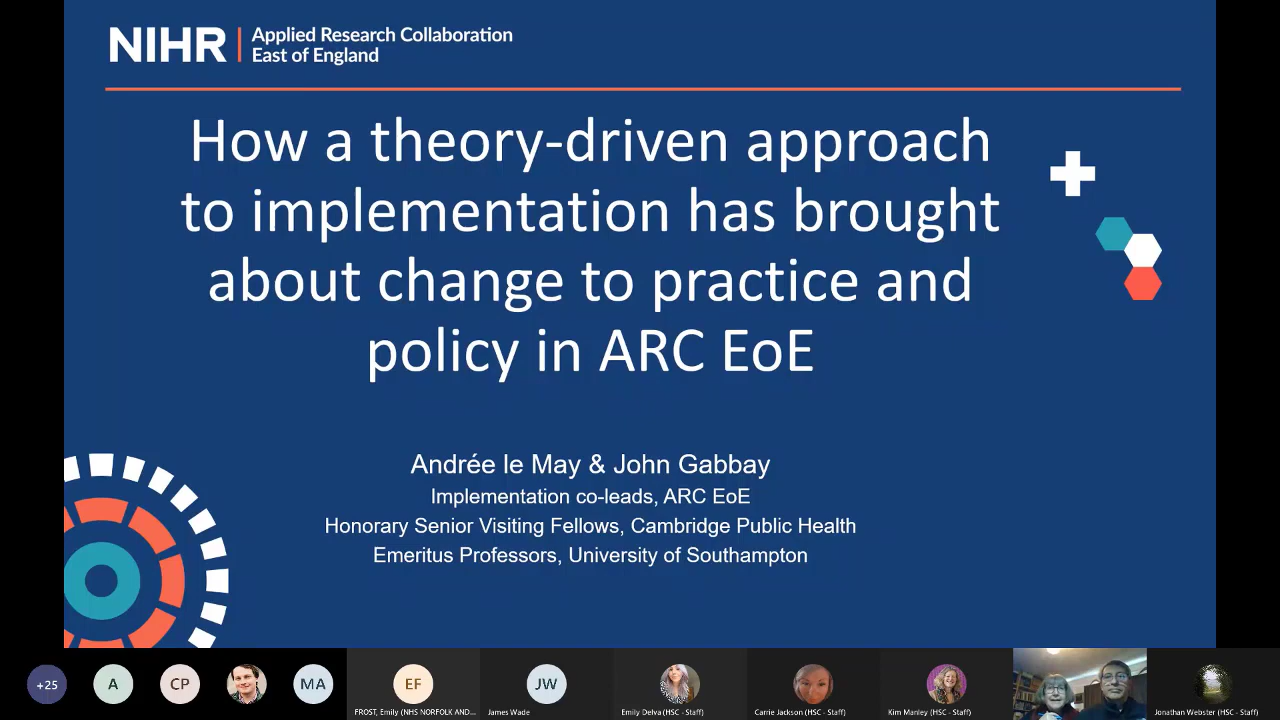 NIHR | Applied Research Collaboration
East of England
How a theory-driven approach
to implementation has brought
about change to practice and
policy in ARC EoE
Andrée le May & John Gabbay
Implementation co-leads, ARC EoE
Honorary Senior Visiting Fellows, Cambridge Public Health
Emeritus Professors, University of Southampton
+25
A
CP
MA
EF
JW
FROST, Emily (NHS NORFOLK AND...
James Wade
Emily Delva (HSC - Staff)
Carrie Jackson (HSC - Staff)
Kim Manley (HSC - Staff)
Jonathan Webster (HSC - Staff)